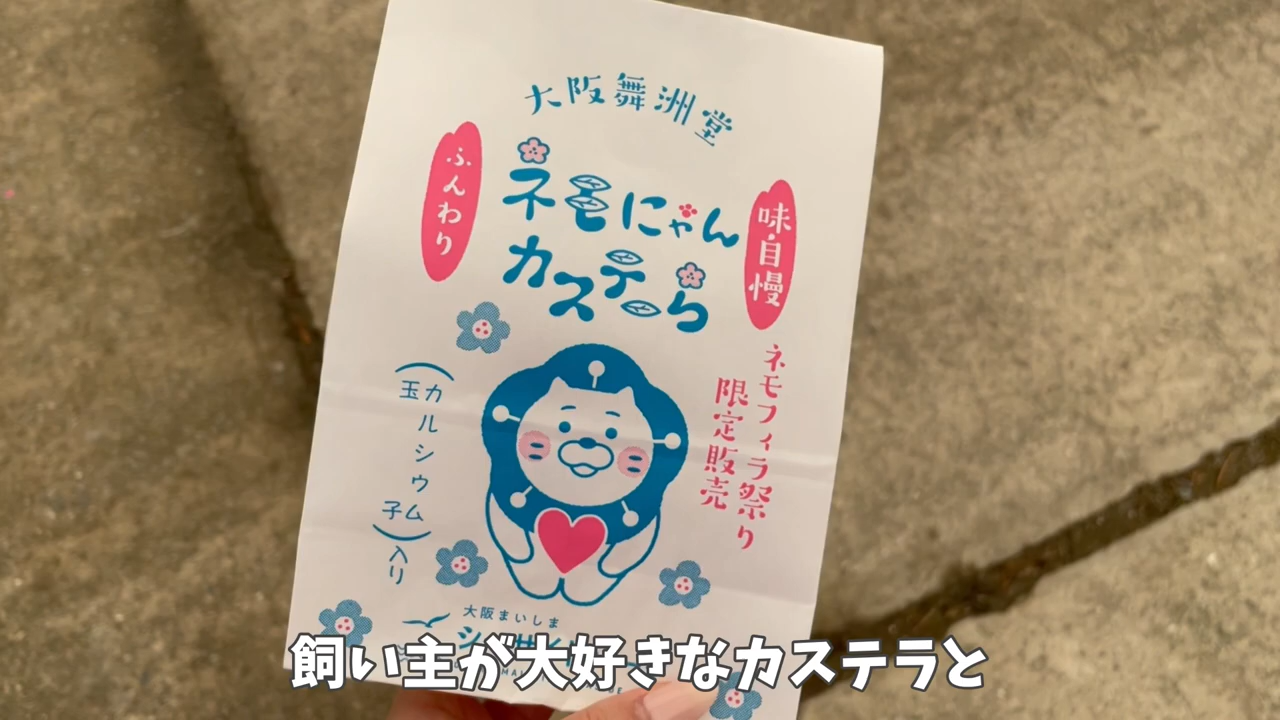 大阪舞洲堂
ふんわり
ネモにゃん
カステら
味自慢
ネモフィラ祭り
限定販売
(カルシウム
玉子)入り
大阪まいしま
飼い主が大好きなカステラと